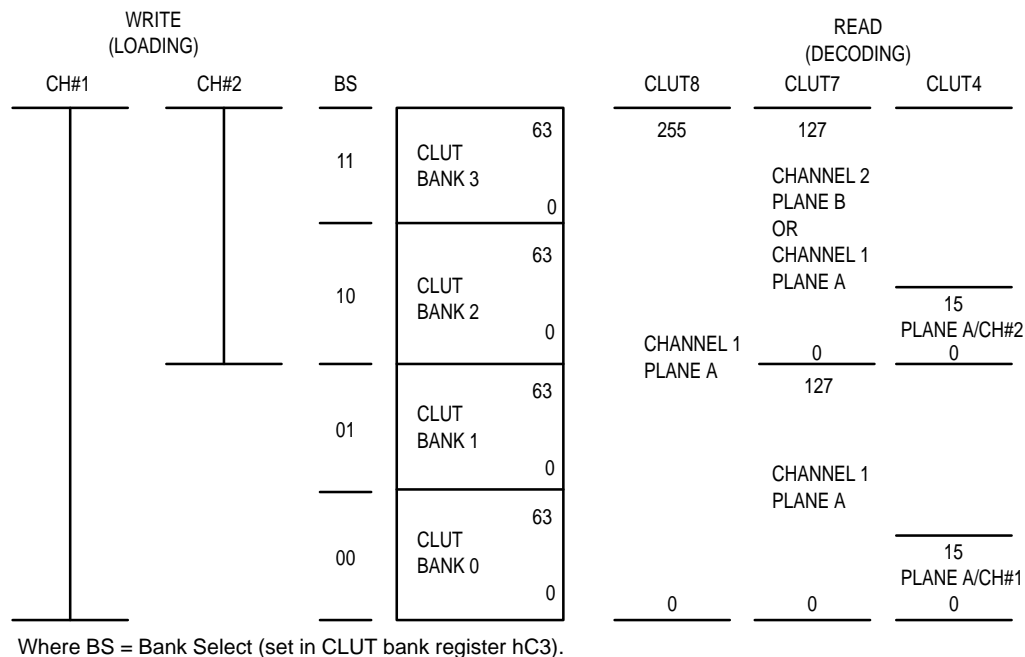 WRITE
(LOADING)
READ
(DECODING)
CH#1 CH#2 BS CLUT8 CLUT7 CLUT4
63 255 127
11 CLUT
BANK 3
0
CHANNEL 2
PLANE B
OR
CHANNEL 1
PLANE A
63
10 CLUT
BANK 2
0
15
PLANE A/CH#2
0 0
CHANNEL 1
PLANE A
63 127
01 CLUT
BANK 1
0
CHANNEL 1
PLANE A
63
00 CLUT
BANK 0
0
15
PLANE A/CH#1
0 0 0
Where BS = Bank Select (set in CLUT bank register hC3).